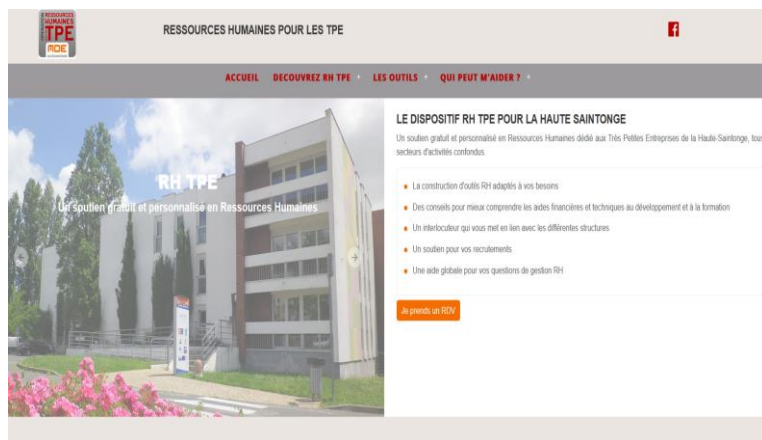 RESSOURCES
HUMAINES
TPE
MDE
RESSOURCES HUMAINES POUR LES TPE
f
ACCUEIL DECOUVREZ RH TPE + LES OUTILS + QUI PEUT M'AIDER ? +
RH TPE
Un soutien gratuit et personnalisé en Ressources Humaines
LE DISPOSITIF RH TPE POUR LA HAUTE SAINTONGE
Un soutien gratuit et personnalisé en Ressources Humaines dédié aux Très Petites Entreprises de la Haute-Saintonge, tous
secteurs d'activités confondus.
La construction d'outils RH adaptés à vos besoins
Des conseils pour mieux comprendre les aides financières et techniques au développement et à la formation
Un interlocuteur qui vous met en lien avec les différentes structures
Un soutien pour vos recrutements
Une aide globale pour vos questions de gestion RH
Je prends un RDV